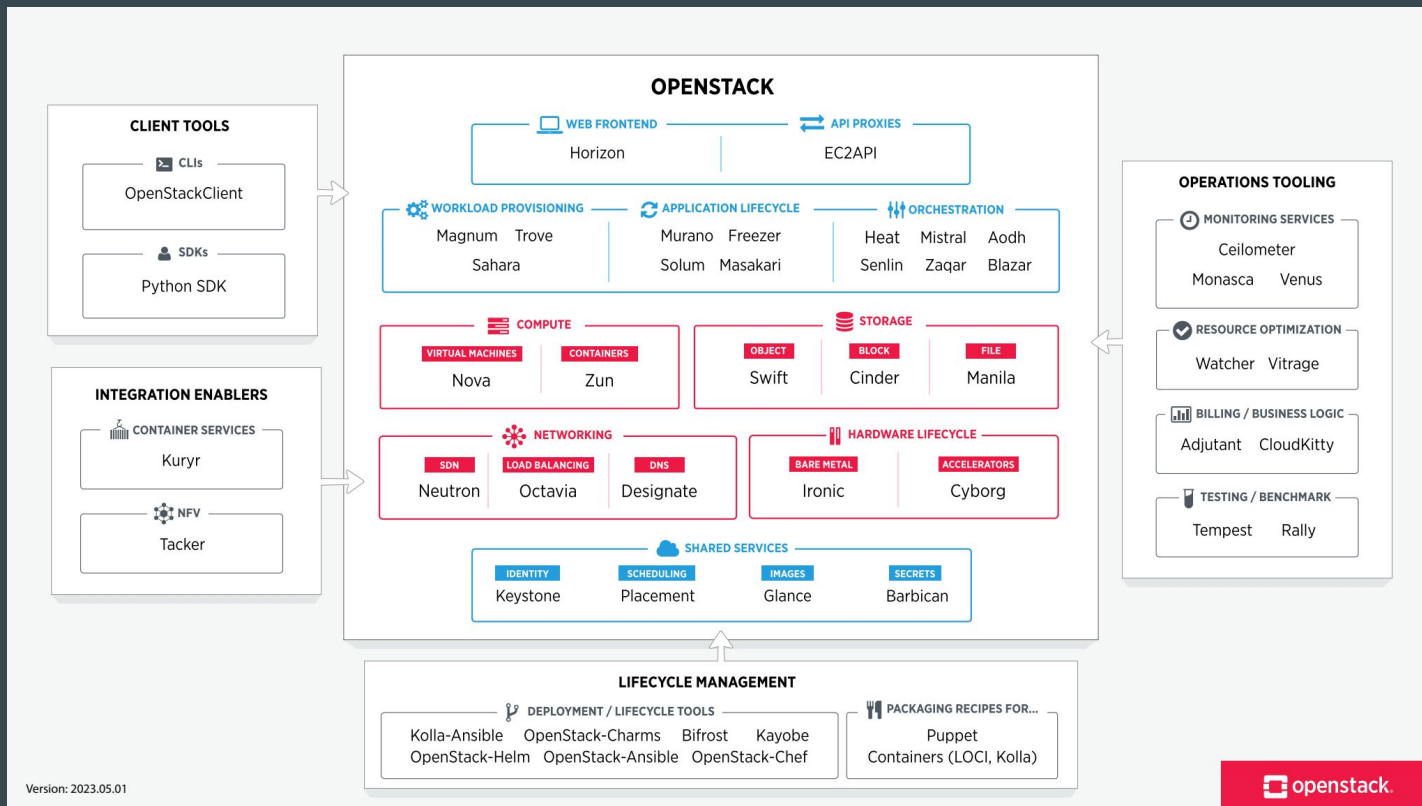 OPENSTACK
WEB FRONTEND
Horizon
API PROXIES
EC2API
WORKLOAD PROVISIONING
Magnum Trove
Sahara
APPLICATION LIFECYCLE
Murano Freezer
Solum Masakari
ORCHESTRATION
Heat Mistral Aodh
Senlin Zaqar Blazar
COMPUTE
VIRTUAL MACHINES
Nova
CONTAINERS
Zun
STORAGE
OBJECT
Swift
BLOCK
Cinder
FILE
Manila
NETWORKING
SDN
Neutron
LOAD BALANCING
Octavia
DNS
Designate
HARDWARE LIFECYCLE
BARE METAL
Ironic
ACCELERATORS
Cyborg
SHARED SERVICES
IDENTITY
Keystone
SCHEDULING
Placement
IMAGES
Glance
SECRETS
Barbican
CLIENT TOOLS
CLIs
OpenStackClient
SDKs
Python SDK
INTEGRATION ENABLERS
CONTAINER SERVICES
Kuryr
NFV
Tacker
OPERATIONS TOOLING
MONITORING SERVICES
Ceilometer
Monasca Venus
RESOURCE OPTIMIZATION
Watcher Vitrage
BILLING / BUSINESS LOGIC
Adjutant CloudKitty
TESTING / BENCHMARK
Tempest Rally
LIFECYCLE MANAGEMENT
DEPLOYMENT / LIFECYCLE TOOLS
Kolla-Ansible OpenStack-Charms Bifrost Kayobe
OpenStack-Helm OpenStack-Ansible OpenStack-Chef
PACKAGING RECIPES FOR...
Puppet
Containers (LOCI, Kolla)
Version: 2023.05.01
openstack.